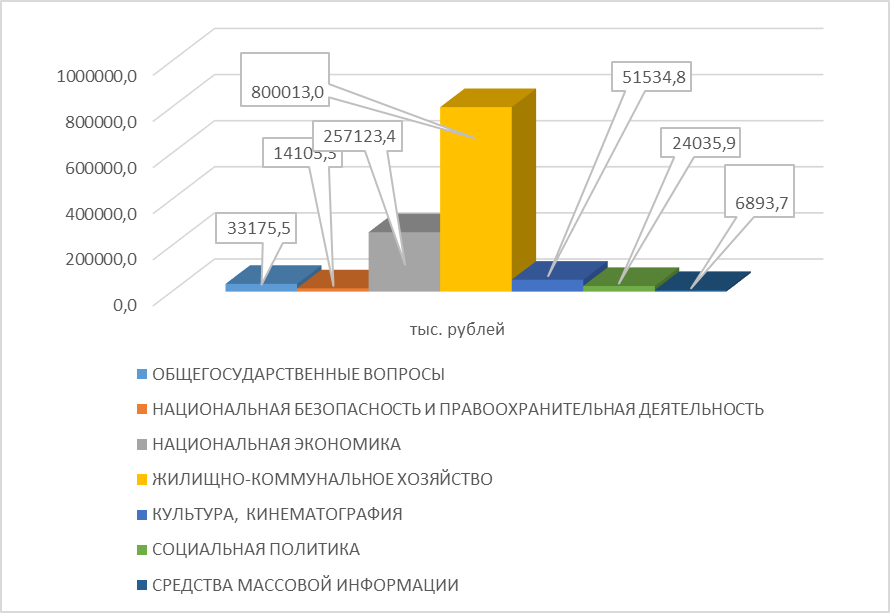 1000000,0
800000,0
600000,0
400000,0
200000,0
0,0
33175,5
257123,4
800013,0
51534,8
24035,9
6893,7
тыс. рублей
ОБЩЕГОСУДАРСТВЕННЫЕ ВОПРОСЫ
НАЦИОНАЛЬНАЯ БЕЗОПАСНОСТЬ И ПРАВООХРАНИТЕЛЬНАЯ ДЕЯТЕЛЬНОСТЬ
НАЦИОНАЛЬНАЯ ЭКОНОМИКА
ЖИЛИЩНО-КОММУНАЛЬНОЕ ХОЗЯЙСТВО
КУЛЬТУРА, КИНЕМАТОГРАФИЯ
СОЦИАЛЬНАЯ ПОЛИТИКА
СРЕДСТВА МАССОВОЙ ИНФОРМАЦИИ